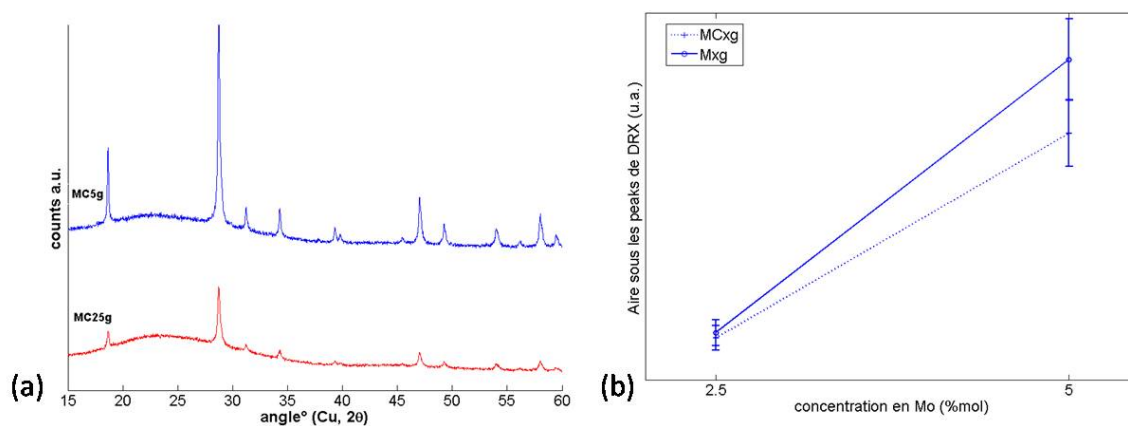 counts a.u.
MC5g
MC25g
15 20 25 30 35 40 45 50 55 60
angle° (Cu, 2θ)
(a)
Aire sous les peaks de DRX (u.a.)
MCxg
Mxg
2.5 5
concentration en Mo (%mol)
(b)